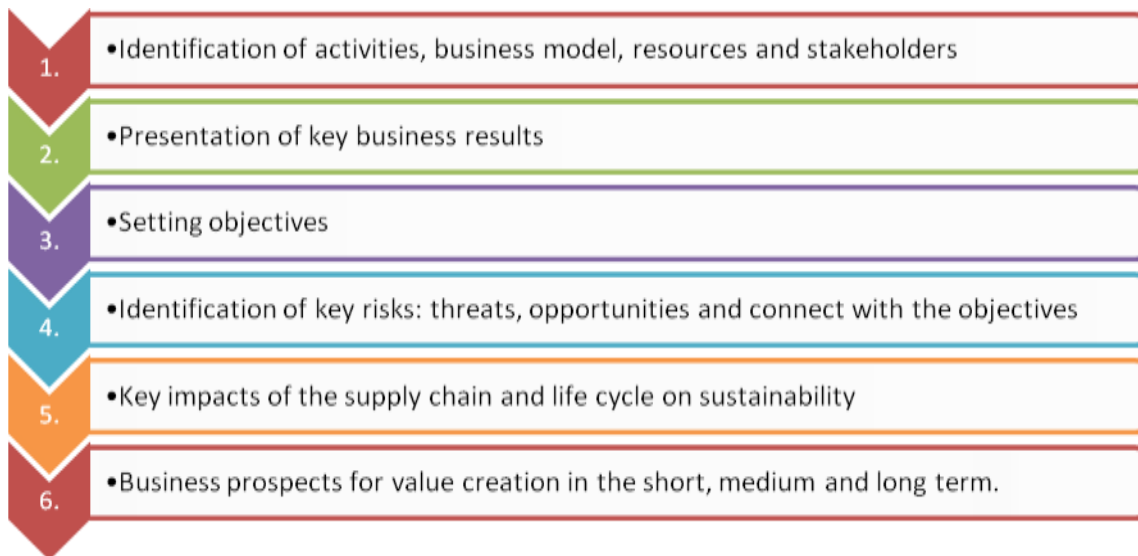 1.
•Identification of activities, business model, resources and stakeholders
2.
•Presentation of key business results
3.
•Setting objectives
4.
•Identification of key risks: threats, opportunities and connect with the objectives
5.
•Key impacts of the supply chain and life cycle on sustainability
6.
•Business prospects for value creation in the short, medium and long term.